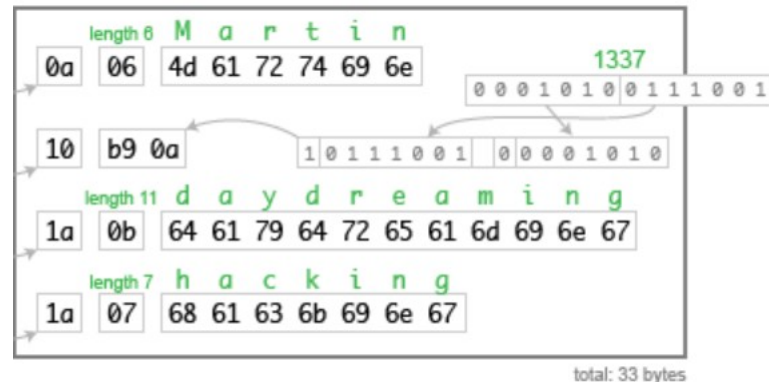 length 6 M a r t i n
0a 06 4d 61 72 74 69 6e
1337
0 0 0 1 0 1 0 0 1 1 1 0 0 1
10 b9 0a
1 0 1 1 1 0 0 1 0 0 0 0 1 0 1 0
length 11 d a y d r e a m i n g
1a 0b 64 61 79 64 72 65 61 6d 69 6e 67
length 7 h a c k i n g
1a 07 68 61 63 6b 69 6e 67
total: 33 bytes